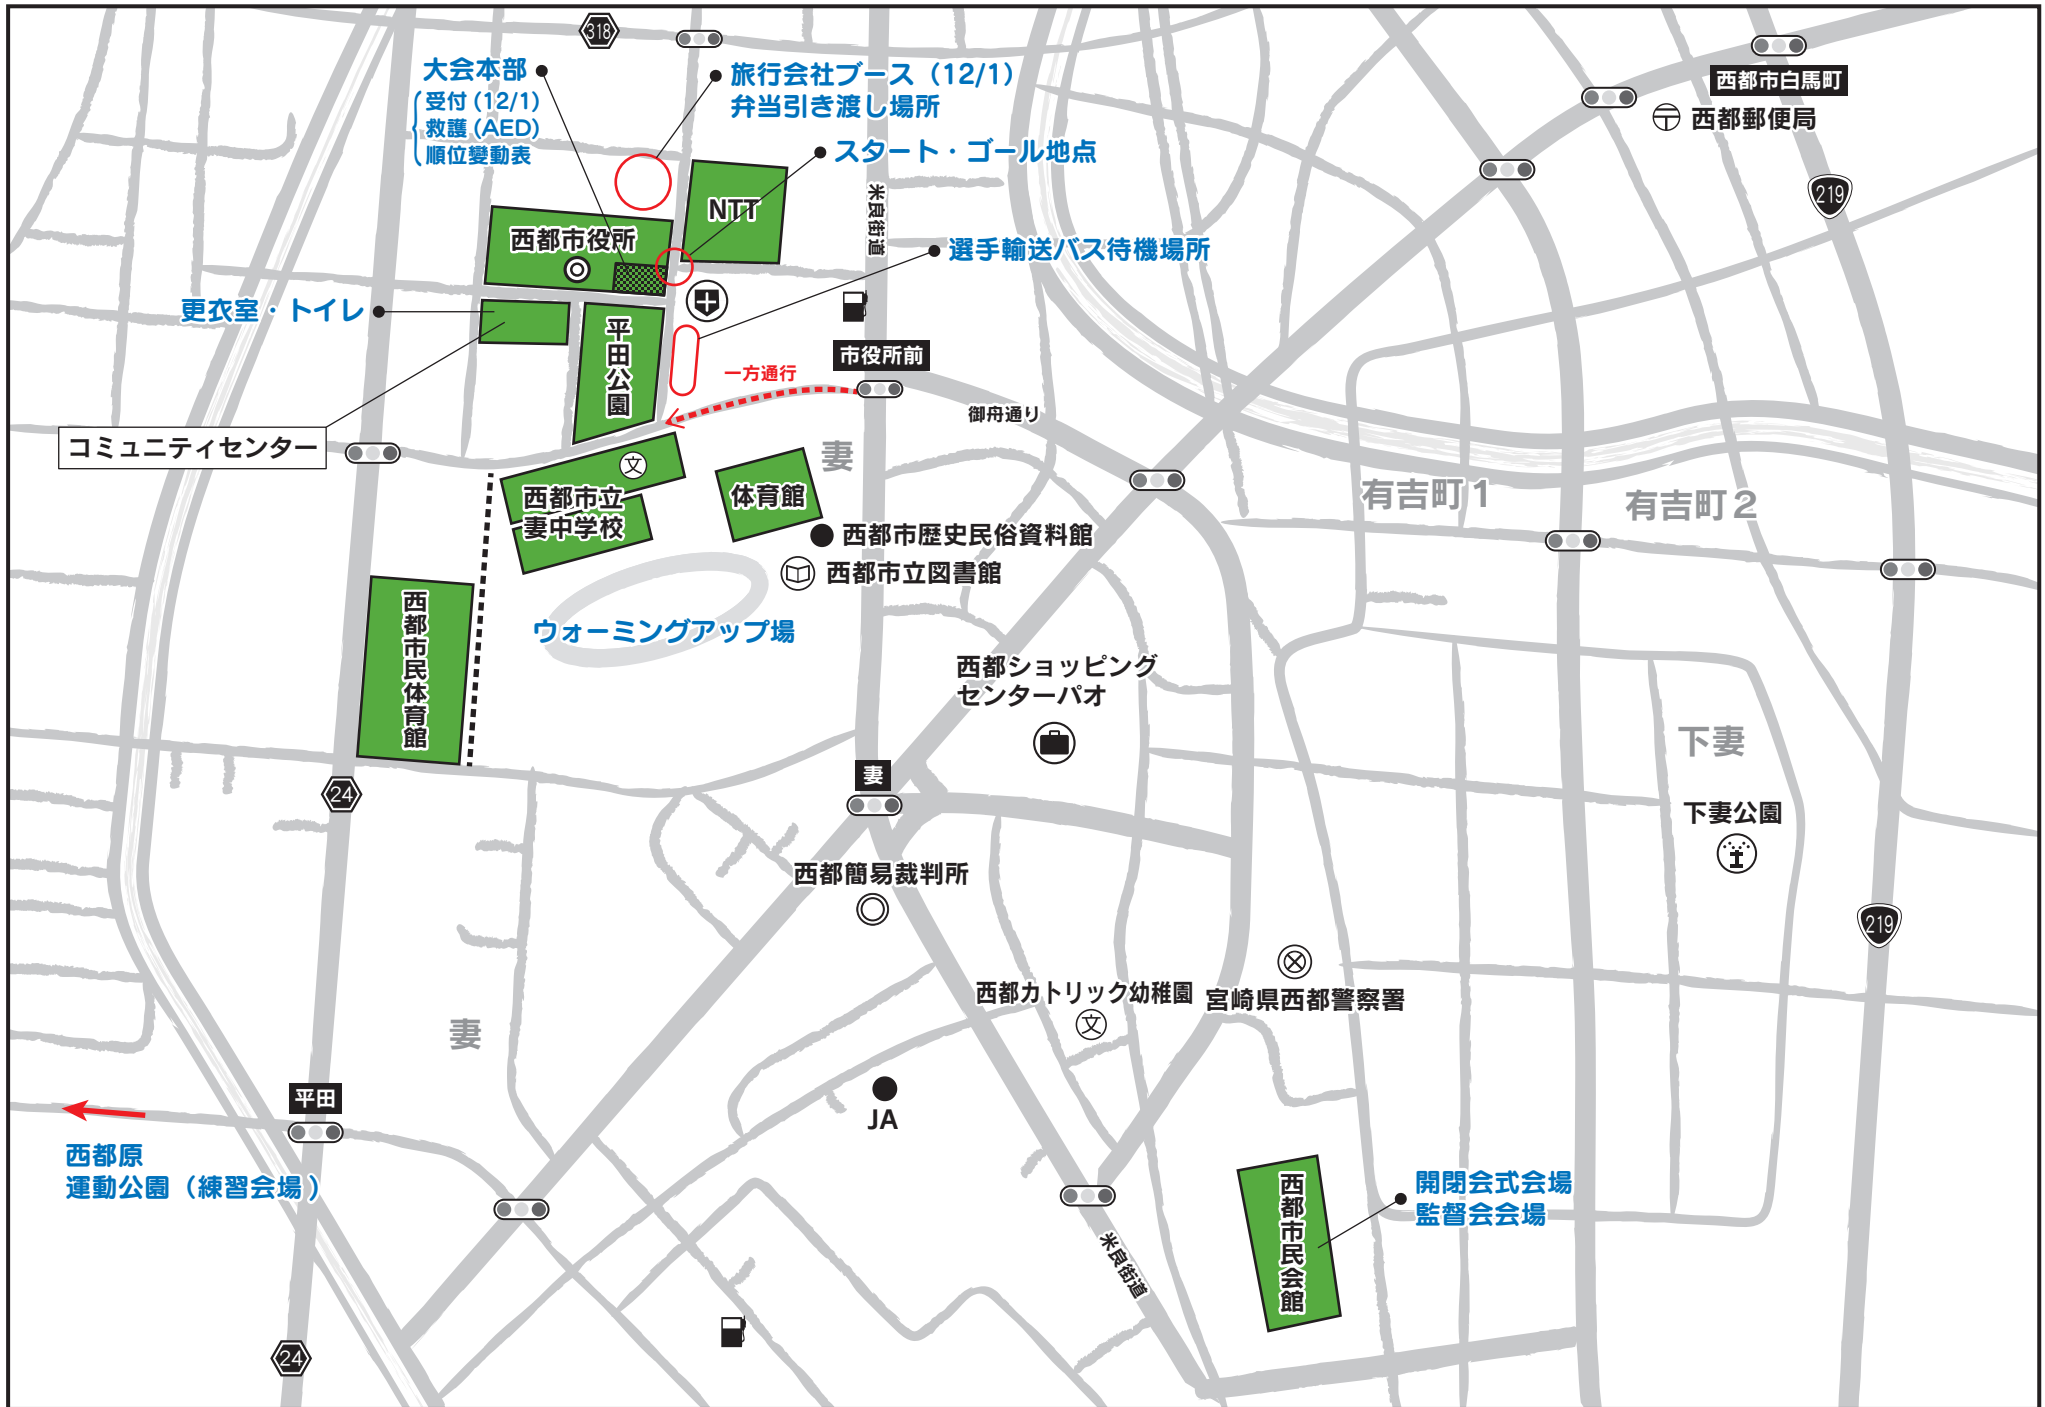 318
大会本部
受付(12/1)
救護(AED)
順位變動表
旅行会社ブース（12/1）
弁当引き渡し場所
スタート・ゴール地点
西都市白馬町
西都郵便局
219
NTT
米良街道
西都市役所
選手輸送バス待機場所
更衣室・トイレ
平田公園
市役所前
一方通行
御舟通り
コミュニティセンター
妻
文
西都市立
妻中学校
体育館
有吉町1
有吉町2
西都市歴史民俗資料館
西都市立図書館
西都市民体育館
ウォーミングアップ場
西都ショッピング
センターパオ
下妻
妻
24
下妻公園
西都簡易裁判所
219
西都カトリック幼稚園
文
宮崎県西都警察署
妻
平田
JA
西都原
運動公園（練習会場）
西都市民会館
開閉会式会場
監督会会場
米良街道
24